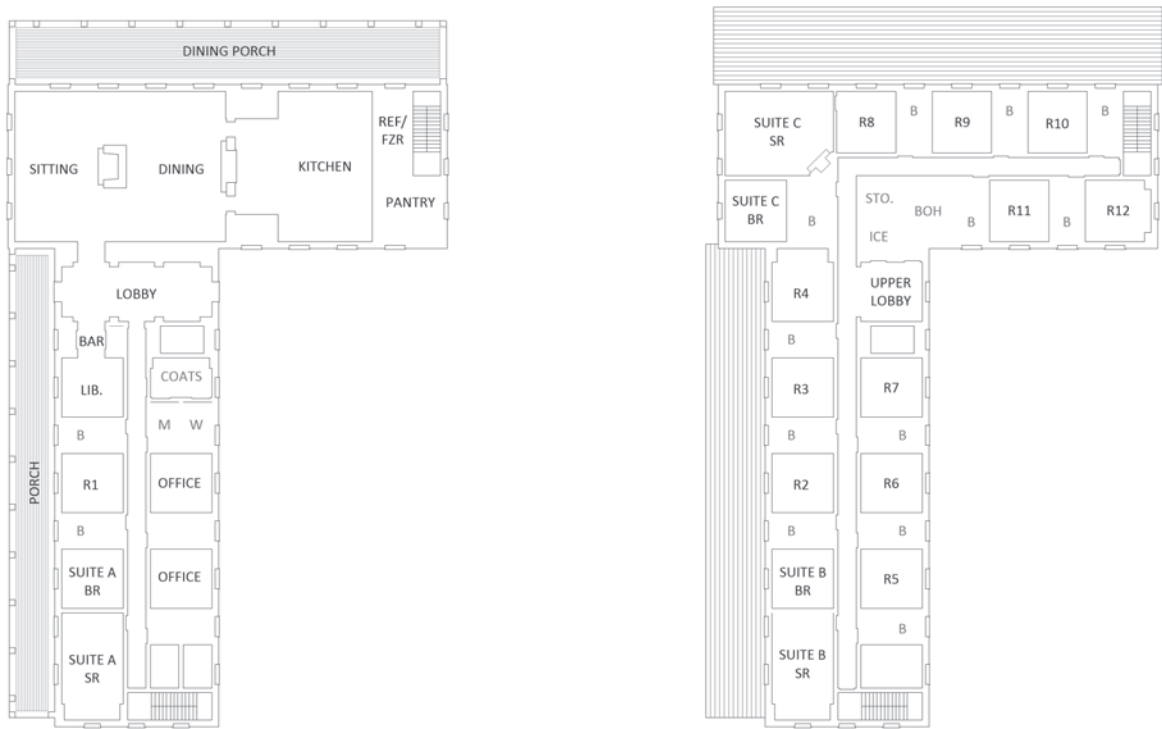 DINING PORCH
REF/
FZR
SITTING
DINING
KITCHEN
PANTRY
LOBBY
BAR
LIB.
COATS
M
W
B
PORCH
R1
OFFICE
B
SUITE A
BR
OFFICE
SUITE A
SR
SUITE C
SR
R8
B
R9
B
R10
B
SUITE C
BR
B
STO.
BOH
ICE
B
R11
B
R12
R4
UPPER
LOBBY
B
R3
R7
B
B
R2
R6
B
B
SUITE B
BR
R5
B
SUITE B
SR